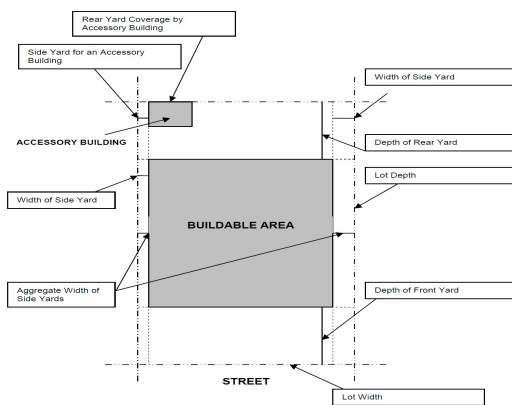 Rear Yard Coverage by
Accessory Building
Side Yard for an Accessory
Building
Width of Side Yard
ACCESSORY BUILDING
Depth of Rear Yard
Lot Depth
Width of Side Yard
BUILDABLE AREA
Aggregate Width of
Side Yards
Depth of Front Yard
STREET
Lot Width